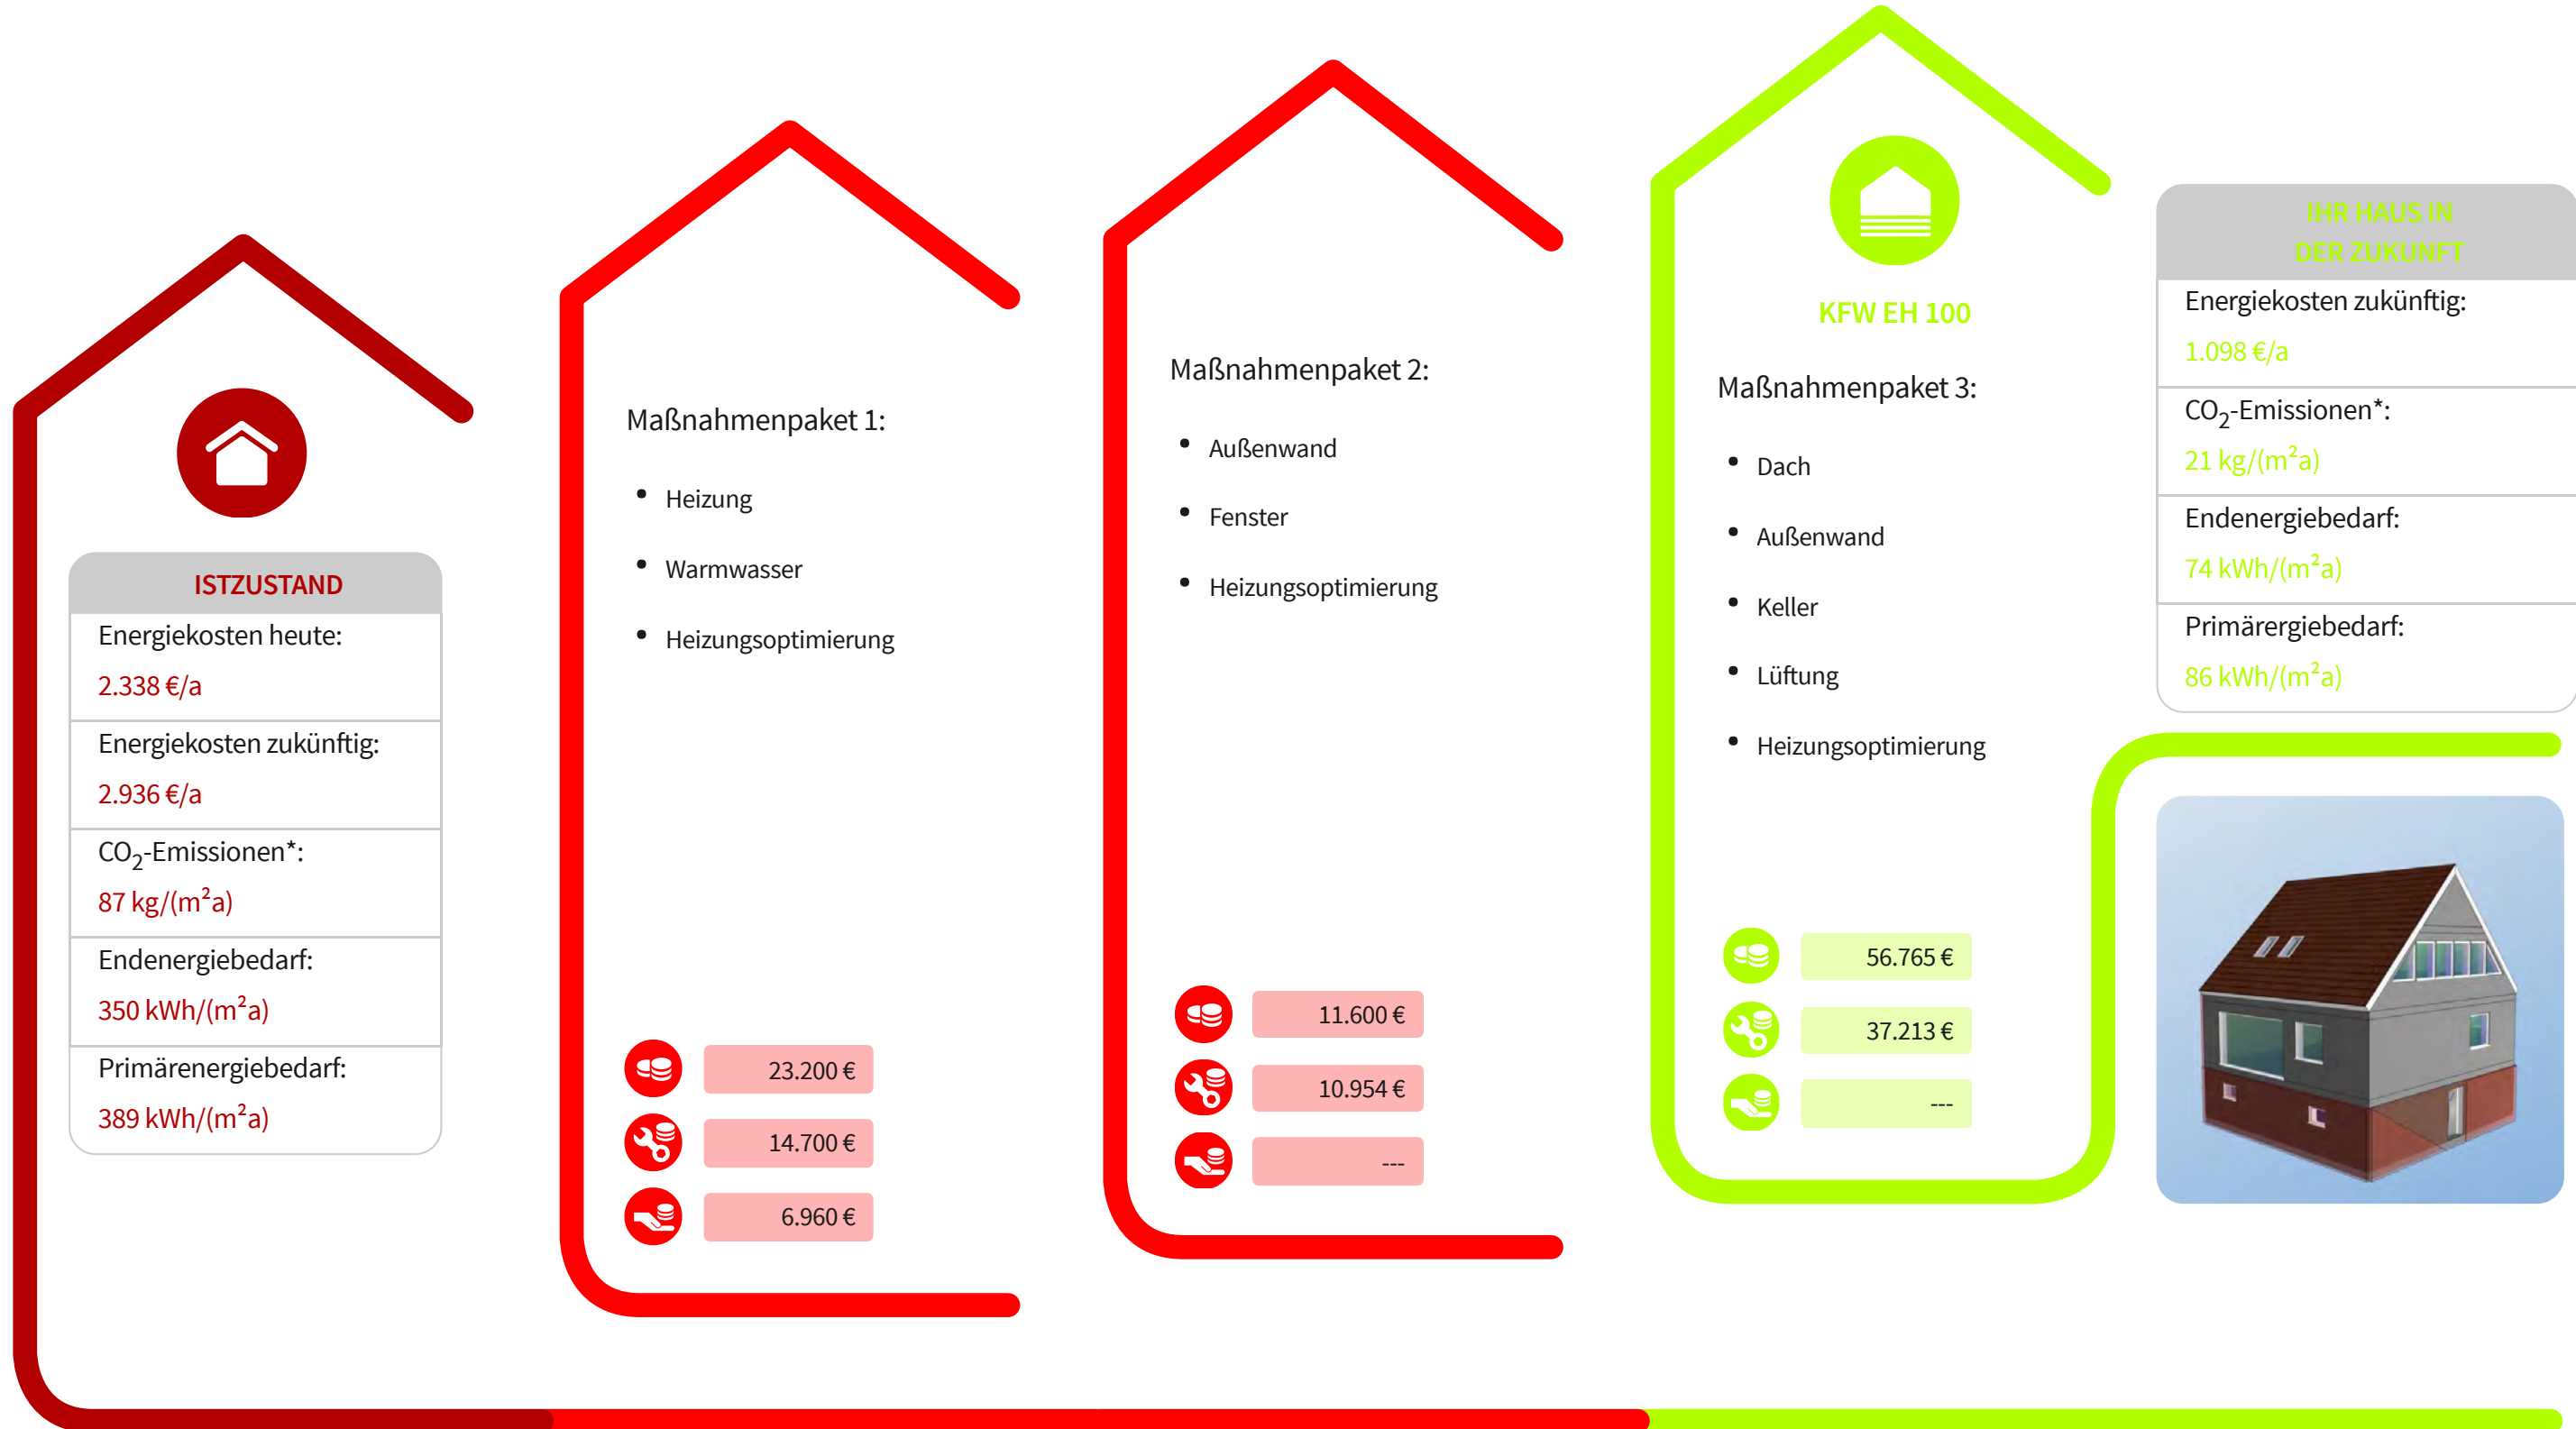 ISTZUSTAND
Energiekosten heute:
2.338 €/a
Energiekosten zukünftig:
2.936 €/a
CO₂-Emissionen*:
87 kg/(m²a)
Endenergiebedarf:
350 kWh/(m²a)
Primärenergiebedarf:
389 kWh/(m²a)
Maßnahmenpaket 1:
• Heizung
• Warmwasser
• Heizungsoptimierung
23.200 €
14.700 €
6.960 €
Maßnahmenpaket 2:
• Außenwand
• Fenster
• Heizungsoptimierung
11.600 €
10.954 €
---
KFW EH 100
Maßnahmenpaket 3:
• Dach
• Außenwand
• Keller
• Lüftung
• Heizungsoptimierung
56.765 €
37.213 €
---
IHR HAUS IN
DER ZUKUNFT
Energiekosten zukünftig:
1.098 €/a
CO₂-Emissionen*:
21 kg/(m²a)
Endenergiebedarf:
74 kWh/(m²a)
Primärergiebedarf:
86 kWh/(m²a)